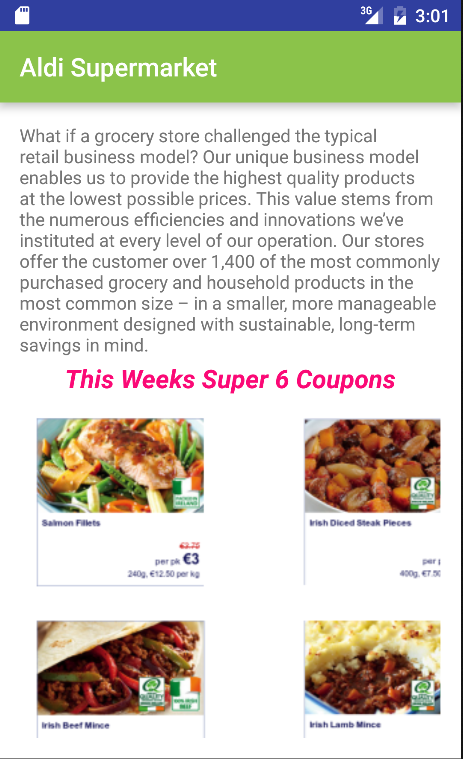 3G 3:01
Aldi Supermarket
What if a grocery store challenged the typical
retail business model? Our unique business model
enables us to provide the highest quality products
at the lowest possible prices. This value stems from
the numerous efficiencies and innovations we've
instituted at every level of our operation. Our stores
offer the customer over 1,400 of the most commonly
purchased grocery and household products in the
most common size – in a smaller, more manageable
environment designed with sustainable, long-term
savings in mind.
This Weeks Super 6 Coupons
Salmon Fillets
€3.75
per pk €3
240g, €12.50 per kg
Irish Diced Steak Pieces
per
400g, €7.50
Irish Beef Mince
Irish Lamb Mince